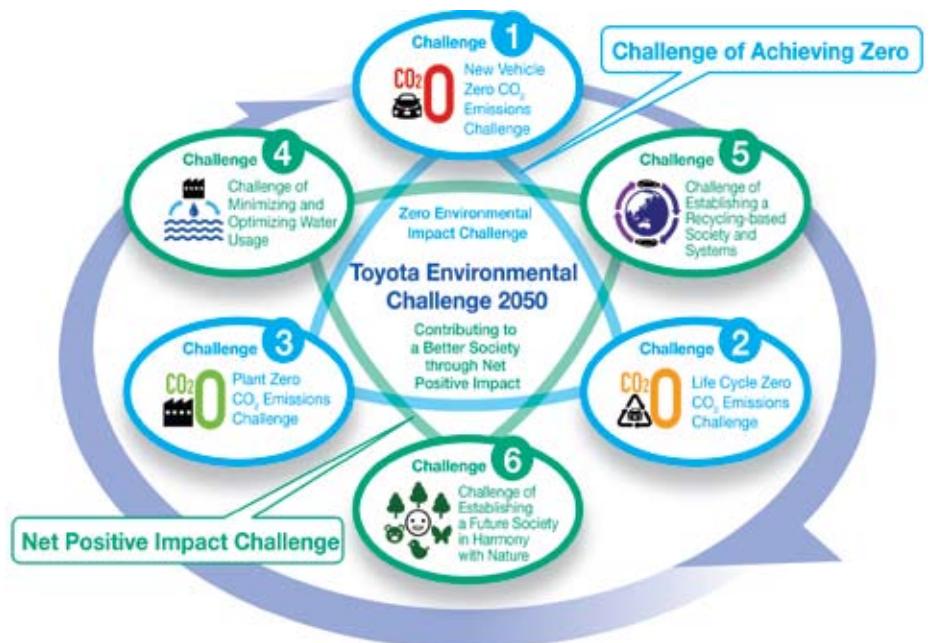 Challenge 1
CO₂ 0
New Vehicle
Zero CO₂
Emissions
Challenge
Challenge of Achieving Zero
Challenge 4
Challenge of
Minimizing and
Optimizing Water
Usage
Challenge 5
Challenge of
Establishing a
Recycling-based
Society and
Systems
Zero Environmental
Impact Challenge
Toyota Environmental
Challenge 2050
Contributing to
a Better Society
through Net
Positive Impact
Challenge 3
CO₂ 0
Plant Zero
CO₂ Emissions
Challenge
Challenge 2
CO₂ 0
Life Cycle Zero
CO₂ Emissions
Challenge
Challenge 6
Challenge of
Establishing
a Future Society
in Harmony
with Nature
Net Positive Impact Challenge